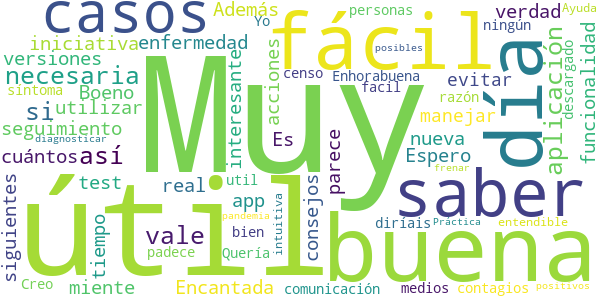 casos
Además
Yo
personas
verdad
Ayuda
ningún
iniciativa
enfermedad
fácil
posibles
versiones
necesaria
interesante
acciones
censo
Enhorabuena
facil
evitar
día
aplicación
descargado
funcionalidad
síntoma
Boeno
si
utilizar
Muy
razón
manejar
seguimiento
diagnosticar
Es
parece
nueva
Espero
cuántos
así
frenar
test
real
util
consejos
saber
siguientes
útil
app
pandemia
entendible
tiempo
vale
bien
intuitiva
diríais
Práctica
buena
padece
Quería
Creo
miente
Encantada
comunicación
medios
contagios
positivos